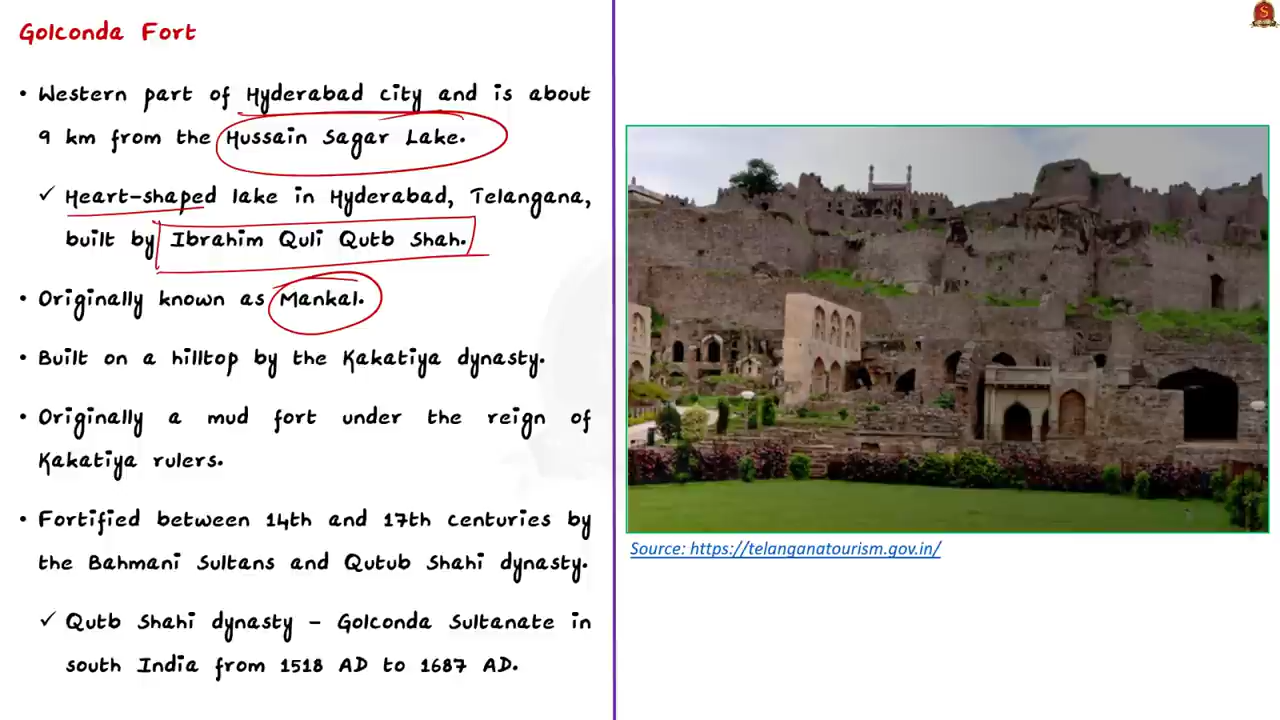 Golconda Fort
• Western part of Hyderabad city and is about
9 km from the Hussain Sagar Lake.
✓ Heart-shaped lake in Hyderabad, Telangana,
built by Ibrahim Quli Qutb Shah.
• Originally known as Mankal.
• Built on a hilltop by the Kakatiya dynasty.
• Originally a mud fort under the reign of
Kakatiya rulers.
• Fortified between 14th and 17th centuries by
the Bahmani Sultans and Qutub Shahi dynasty.
✓ Qutb Shahi dynasty – Golconda Sultanate in
south India from 1518 AD to 1687 AD.
Source: https://telanganatourism.gov.in/